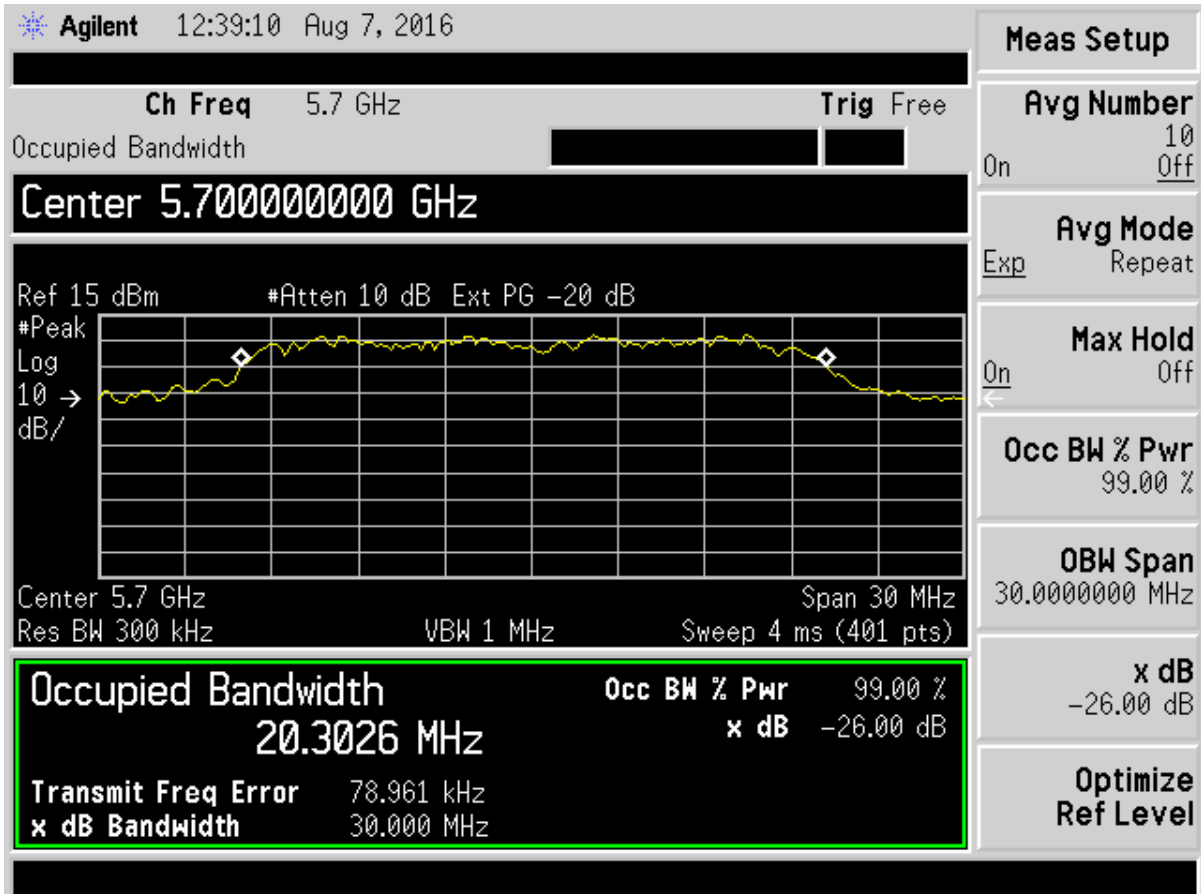 Agilent 12:39:10 Aug 7, 2016
Ch Freq 5.7 GHz Trig Free
Occupied Bandwidth
Center 5.700000000 GHz
Ref 15 dBm #Atten 10 dB Ext PG -20 dB
#Peak
Log
10
dB/
Center 5.7 GHz Span 30 MHz
Res BW 300 kHz VBW 1 MHz Sweep 4 ms (401 pts)
Occupied Bandwidth Occ BW % Pwr 99.00 %
20.3026 MHz x dB -26.00 dB
Transmit Freq Error 78.961 kHz
x dB Bandwidth 30.000 MHz
Meas Setup
Avg Number
10
On Off
Avg Mode
Exp Repeat
Max Hold
On Off
Occ BW % Pwr
99.00 %
OBW Span
30.0000000 MHz
x dB
-26.00 dB
Optimize
Ref Level